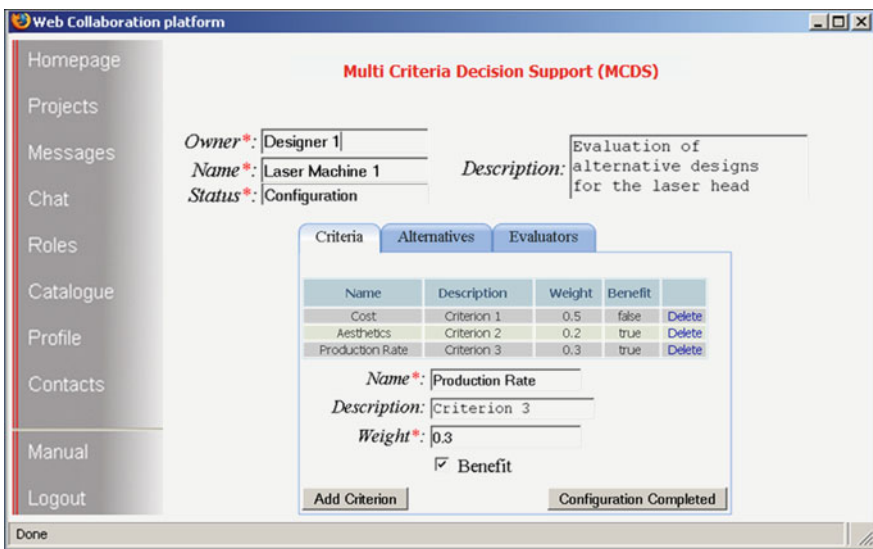 Web Collaboration platform
Homepage
Projects
Messages
Chat
Roles
Catalogue
Profile
Contacts
Manual
Logout
Multi Criteria Decision Support (MCDS)
Owner*: Designer 1
Name*: Laser Machine 1
Status*: Configuration
Description: Evaluation of
alternative designs
for the laser head
Criteria Alternatives Evaluators
Name Description Weight Benefit
Cost Criterion 1 0.5 false Delete
Aesthetics Criterion 2 0.2 true Delete
Production Rate Criterion 3 0.3 true Delete
Name*: Production Rate
Description: Criterion 3
Weight*: 0.3
Benefit
Add Criterion Configuration Completed
Done